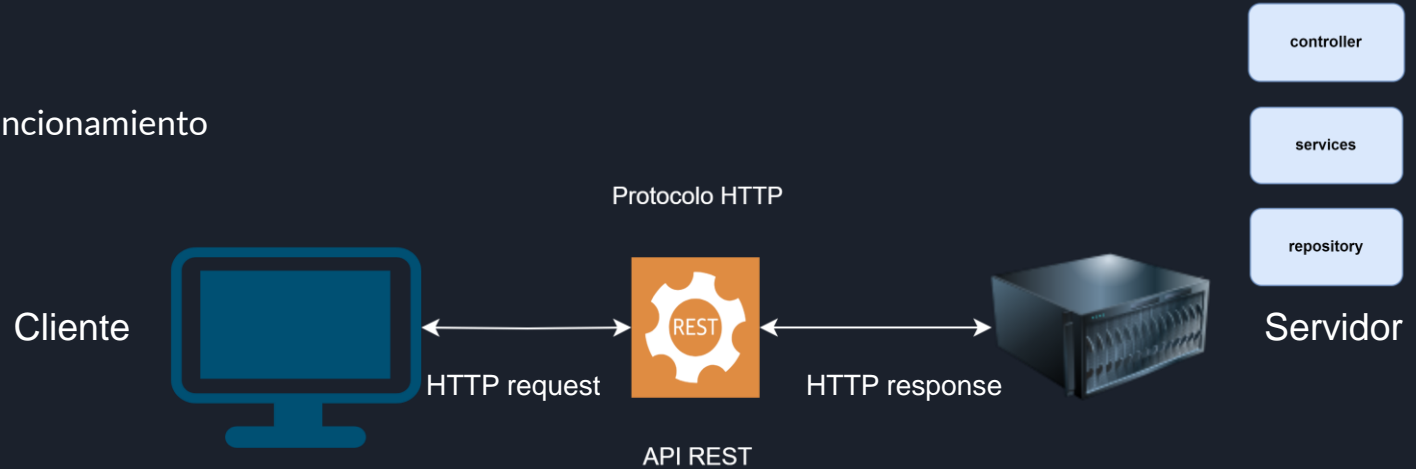 controller
ncionamiento
services
Protocolo HTTP
repository
Cliente
REST
Servidor
HTTP request
HTTP response
API REST